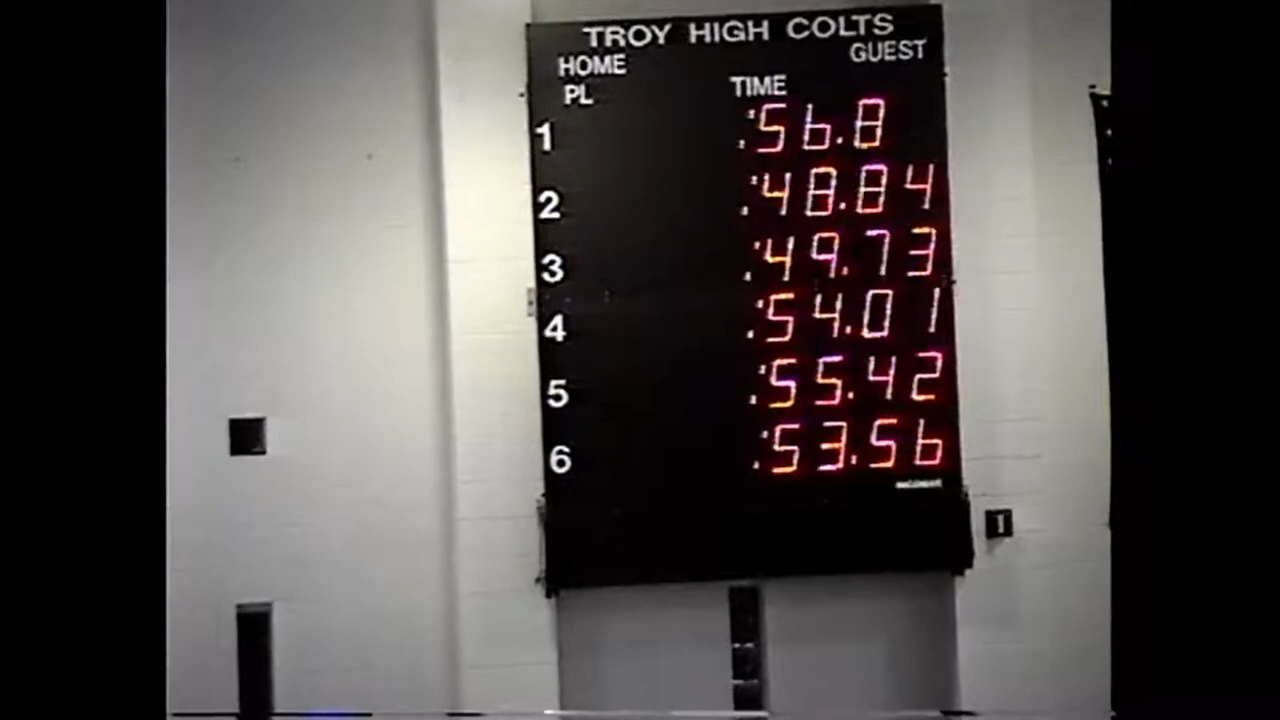 TROY HIGH COLTS
HOME GUEST
PL TIME
1 :56.8
2 :48.84
3 :49.73
4 :54.01
5 :55.42
6 :53.56
1